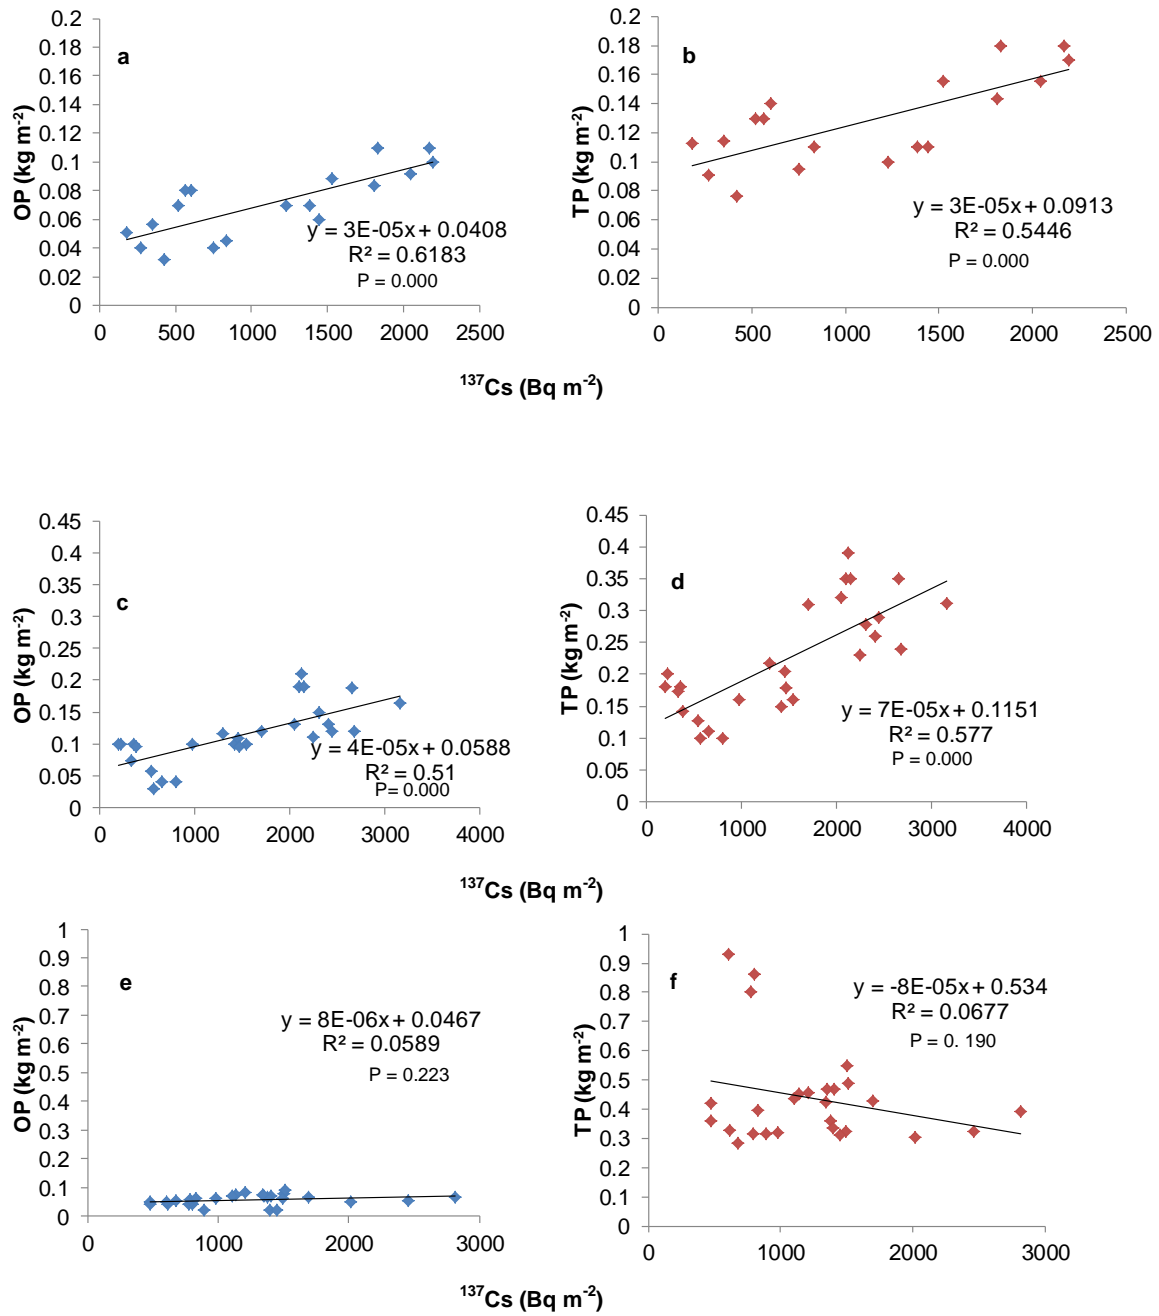 0.2
0.18
0.16
0.14
0.12
0.1
0.08
0.06
0.04
0.02
0
OP (kg m⁻²)
a
y = 3E-05x + 0.0408
R² = 0.6183
P = 0.000
0 500 1000 1500 2000 2500
0.2
0.18
0.16
0.14
0.12
0.1
0.08
0.06
0.04
0.02
0
TP (kg m⁻²)
b
y = 3E-05x + 0.0913
R² = 0.5446
P = 0.000
0 500 1000 1500 2000 2500
¹³⁷Cs (Bq m⁻²)
0.45
0.4
0.35
0.3
0.25
0.2
0.15
0.1
0.05
0
OP (kg m⁻²)
c
y = 4E-05x + 0.0588
R² = 0.51
P= 0.000
0 1000 2000 3000 4000
0.45
0.4
0.35
0.3
0.25
0.2
0.15
0.1
0.05
0
TP (kg m⁻²)
d
y = 7E-05x + 0.1151
R² = 0.577
P = 0.000
0 1000 2000 3000 4000
¹³⁷Cs (Bq m⁻²)
1
0.9
0.8
0.7
0.6
0.5
0.4
0.3
0.2
0.1
0
OP (kg m⁻²)
e
y = 8E-06x + 0.0467
R² = 0.0589
P = 0.223
0 1000 2000 3000
1
0.9
0.8
0.7
0.6
0.5
0.4
0.3
0.2
0.1
0
TP (kg m⁻²)
f
y = -8E-05x + 0.534
R² = 0.0677
P = 0. 190
0 1000 2000 3000
¹³⁷Cs (Bq m⁻²)